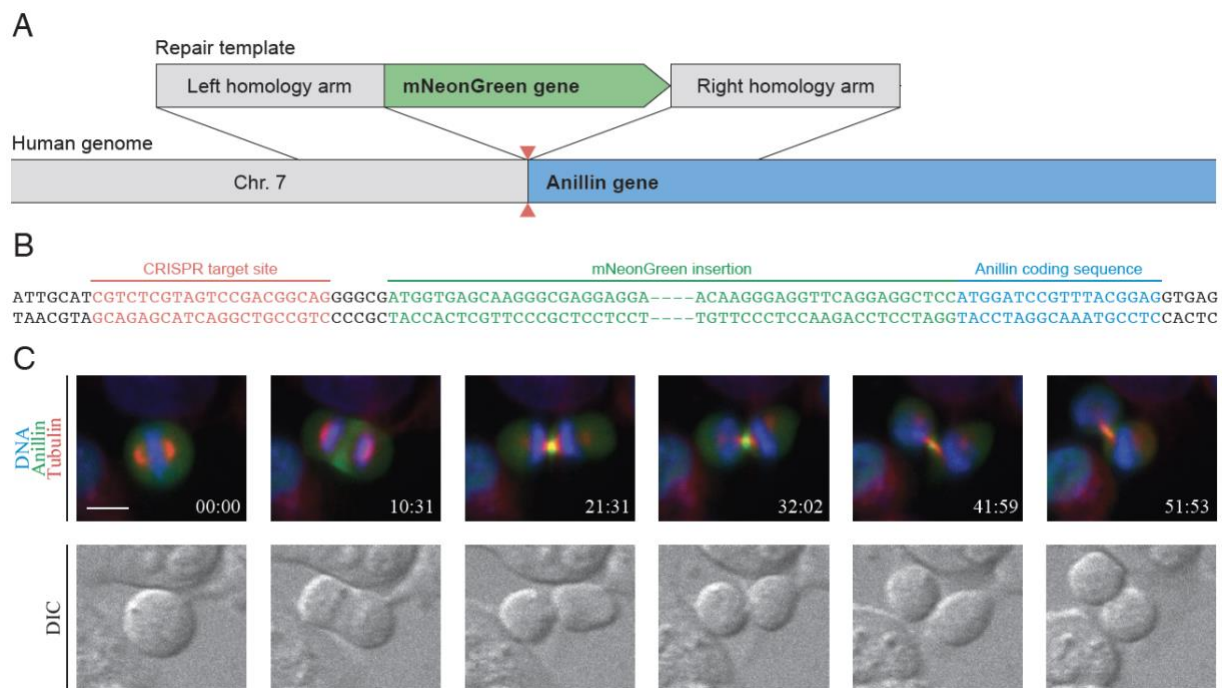 A
Repair template
Left homology arm mNeonGreen gene Right homology arm
Human genome
Chr. 7 Anillin gene
B
CRISPR target site mNeonGreen insertion Anillin coding sequence
ATTGCATCGTCTCGTAGTCCGACGGCAGGGGCGATGGTGAGCAAGGGCGAGGAGGA----ACAAGGGAGGTTCAGGAGGCTCCATGGATCCGTTTACGGAGGTGAG
TAACGTAGCAGAGCATCAGGCTGCCGTCCCCGCTACCACTCGTTCCCGCTCCTCCT----TGTTCCCTCCAAGACCTCCTAGGTACCTAGGCAAATGCCTCCACTC
C
DNA
Anillin
Tubulin
00:00 10:31 21:31 32:02 41:59 51:53
DIC